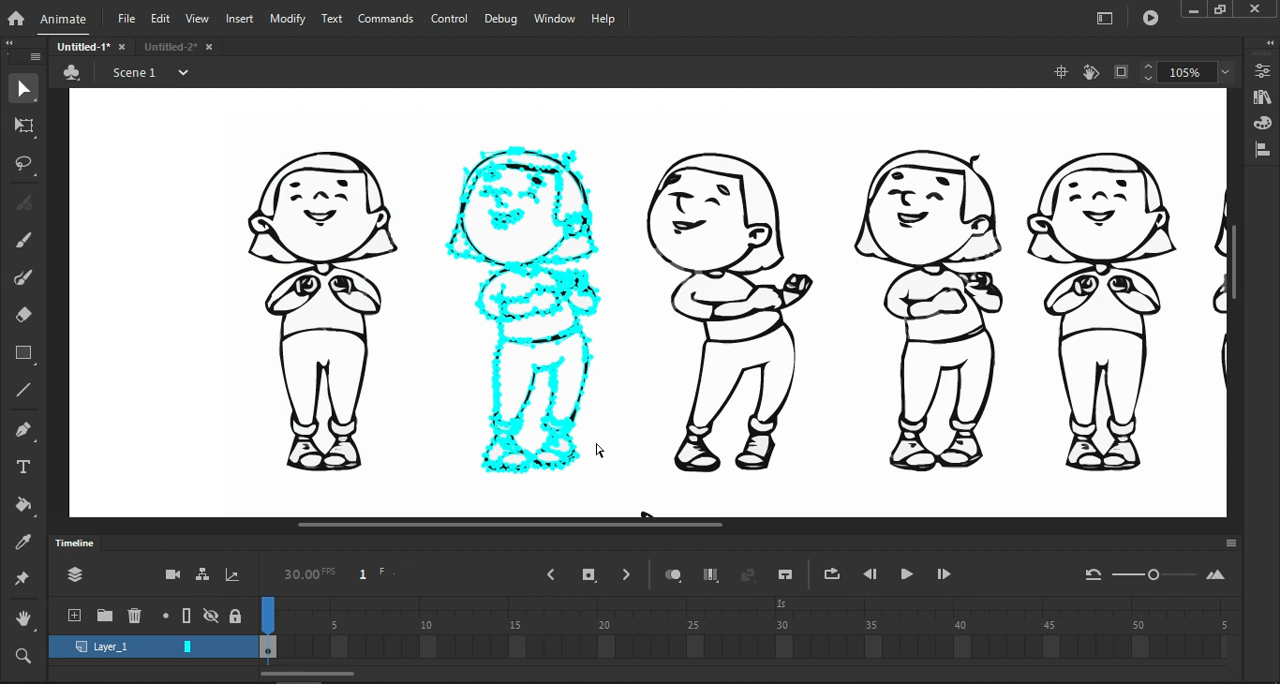 Animate File Edit View Insert Modify Text Commands Control Debug Window Help
Untitled-1* Untitled-2*
Scene 1 105%
Timeline
30.00 FPS 1 F
1s
5 10 15 20 25 30 35 40 45 50 5
Layer_1